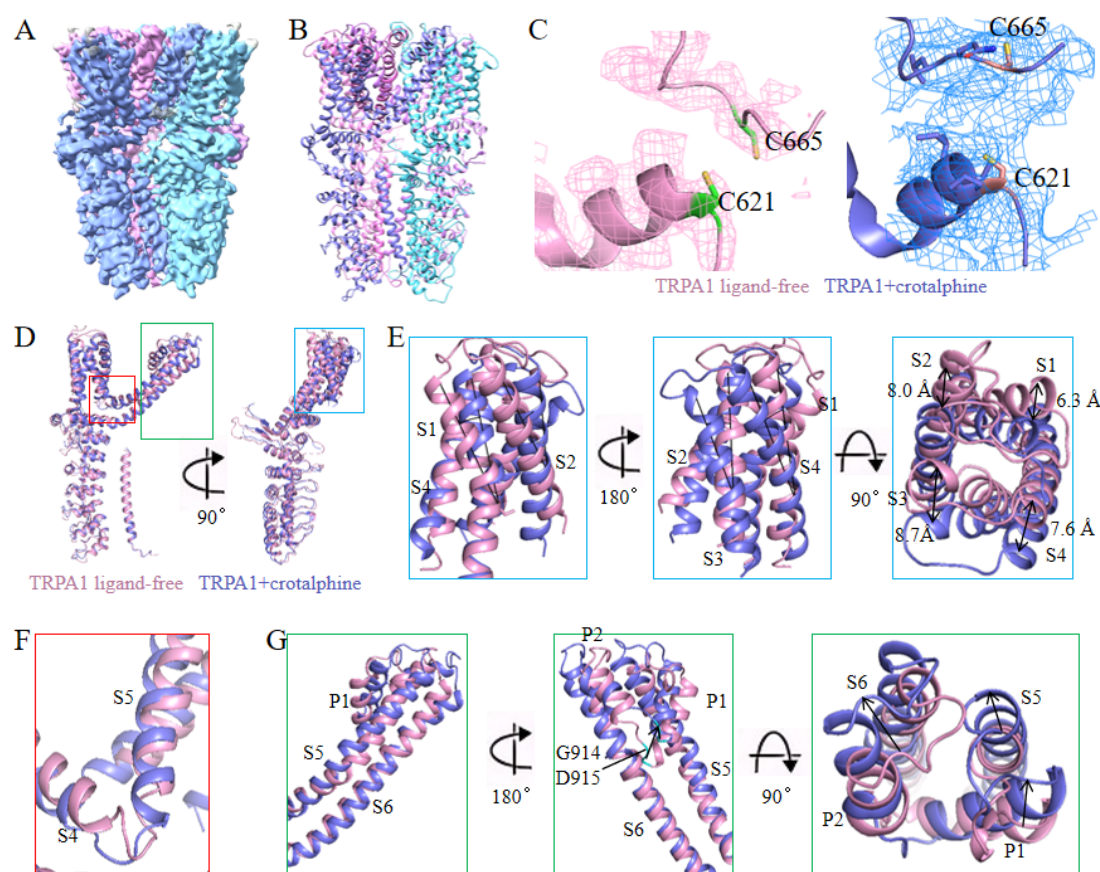 A
B
C
C665
C621
C665
C621
TRPA1 ligand-free TRPA1+crotalphine
D
90°
TRPA1 ligand-free TRPA1+crotalphine
E
S1
S4
S2
180°
S2
S1
S4
S3
90°
S2
S1
8.0 Å
6.3 Å
S3
8.7Å
7.6 Å
S4
F
S5
S4
G
P1
S5
S6
180°
P2
P1
G914
D915
S5
S6
90°
S6
S5
P2
P1